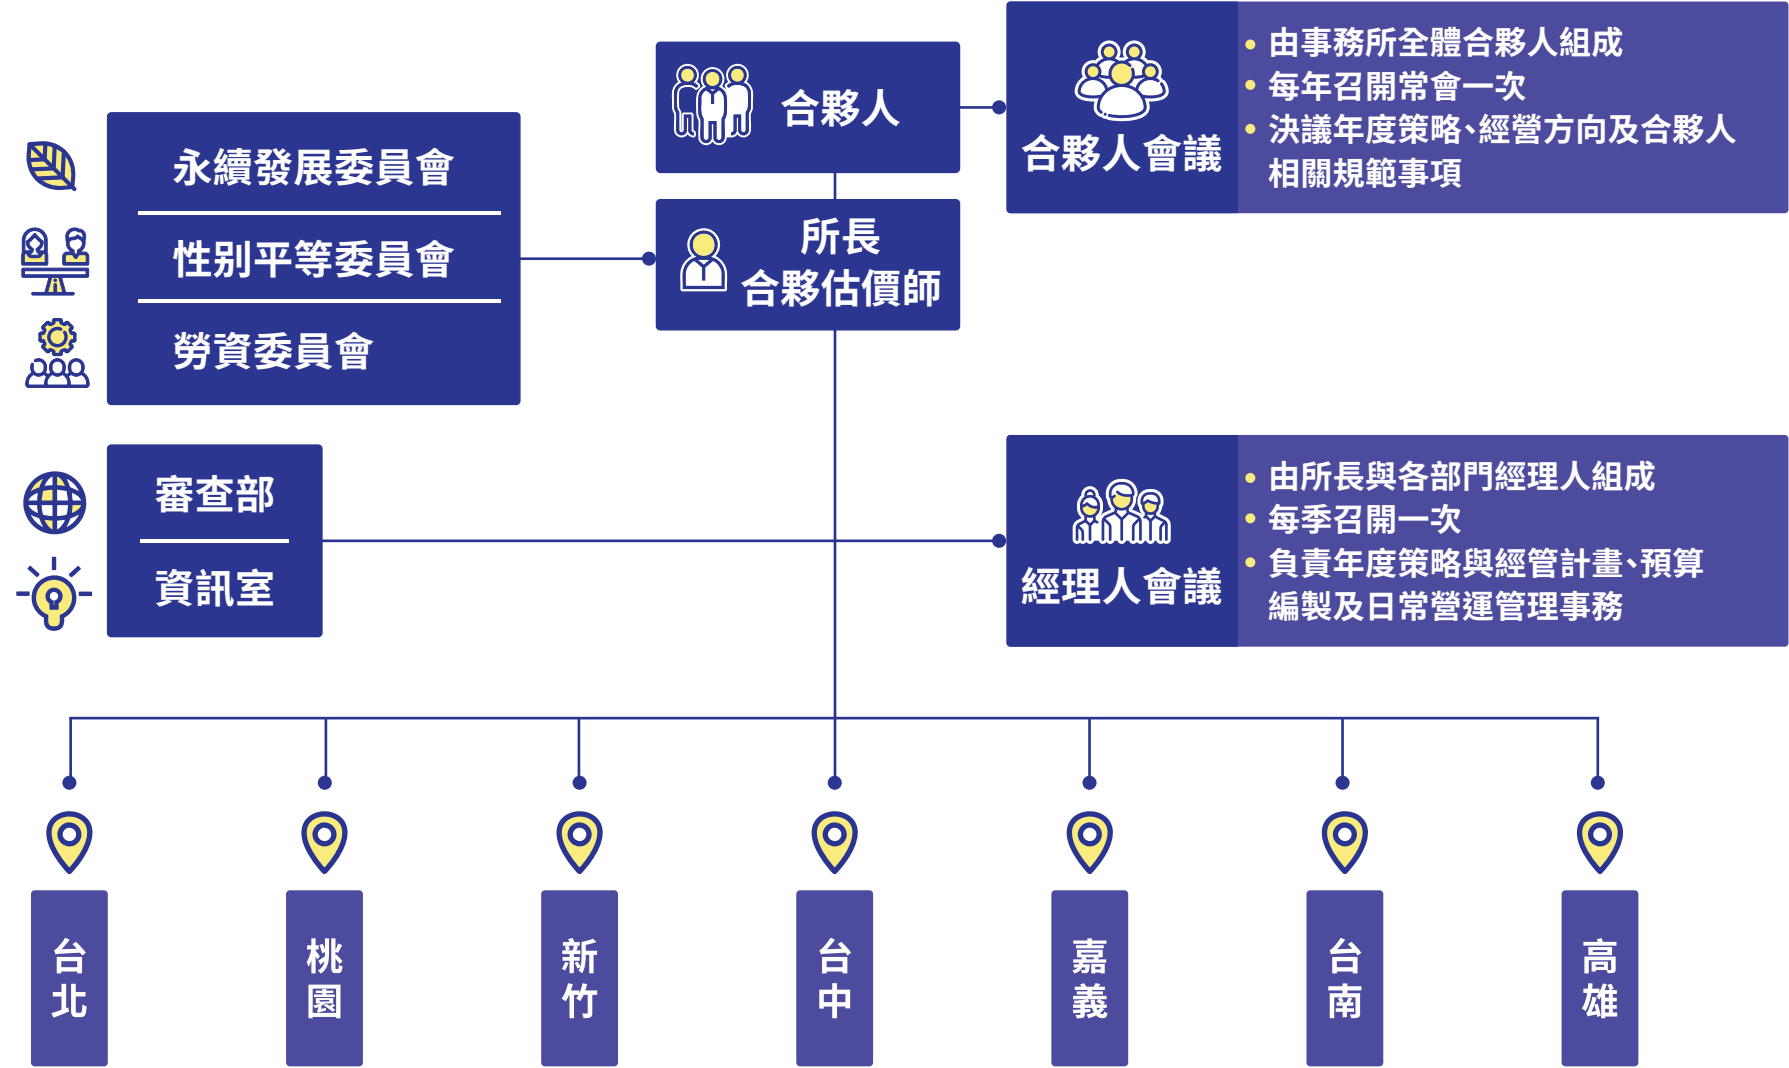 合夥人
合夥人會議
由事務所全體合夥人組成
每年召開常會一次
決議年度策略、經營方向及合夥人
相關規範事項
永續發展委員會
性別平等委員會
勞資委員會
所長
合夥估價師
審查部
資訊室
經理人會議
由所長與各部門經理人組成
每季召開一次
負責年度策略與經管計畫、預算
編製及日常營運管理事務
台北
桃園
新竹
台中
嘉義
台南
高雄